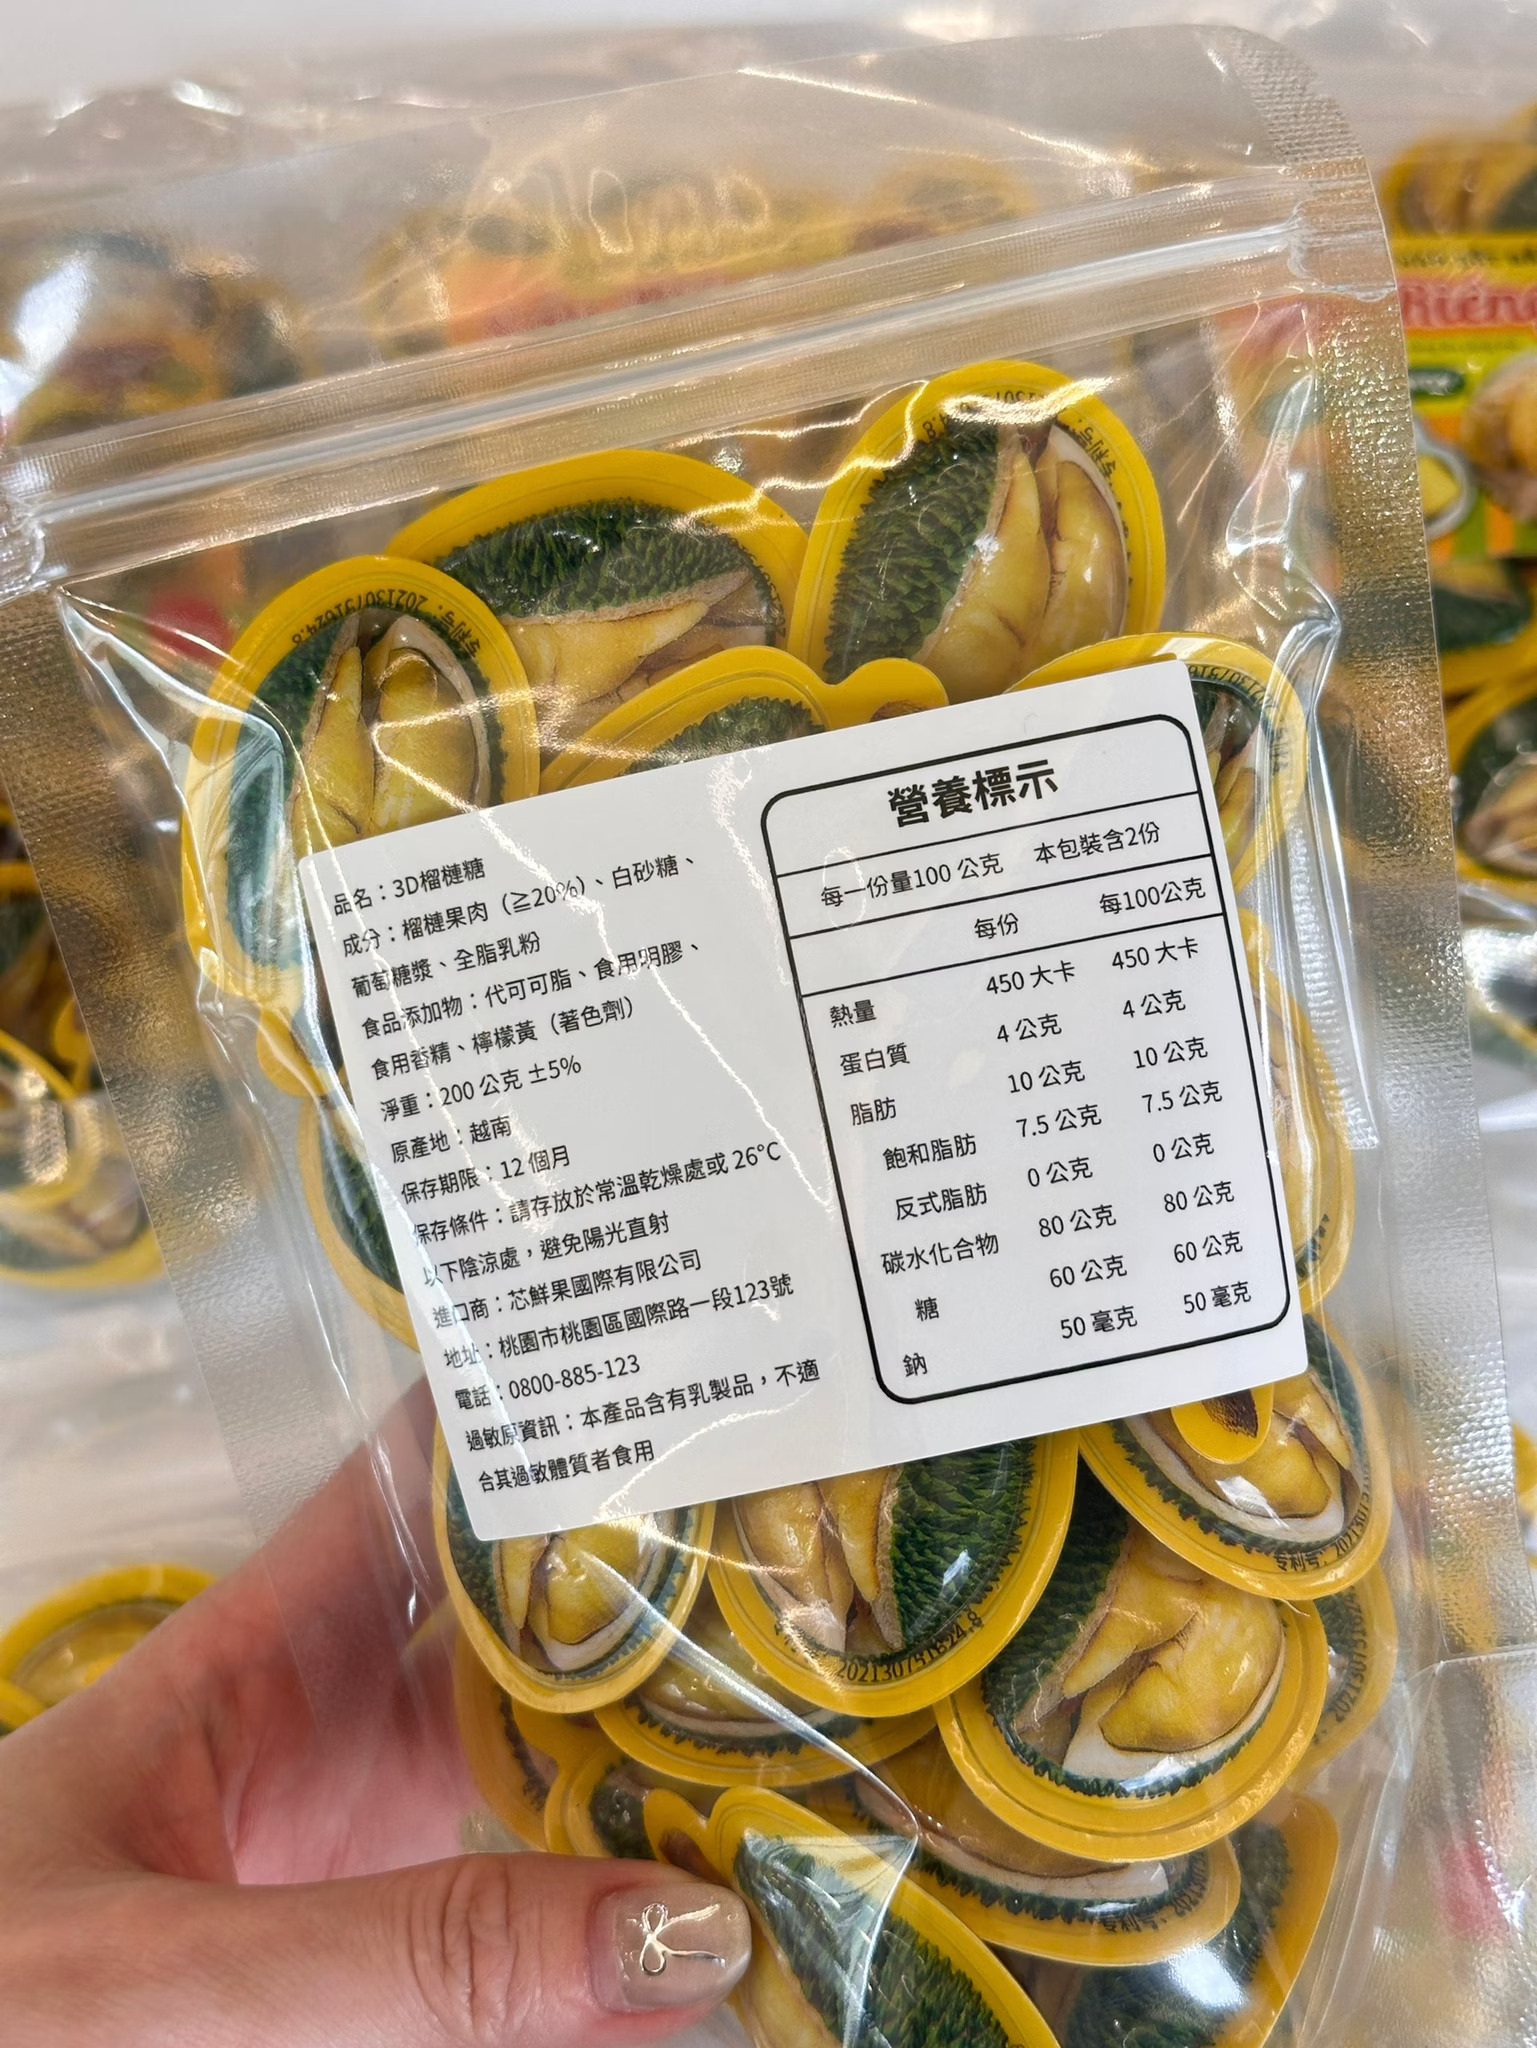 品名：3D榴槤糖
成分：榴槤果肉（≧20%）、白砂糖、
葡萄糖漿、全脂乳粉
食品添加物：代可可脂、食用明膠、
食用香精、檸檬黃（著色劑）
淨重：200 公克 ±5%
原產地：越南
保存期限：12 個月
保存條件：請存放於常溫乾燥處或 26°C
以下陰涼處，避免陽光直射
進口商：芯鮮果國際有限公司
地址：桃園市桃園區國際路一段123號
電話：0800-885-123
過敏原資訊：本產品含有乳製品，不適
合其過敏體質者食用
營養標示
每一份量100 公克 本包裝含2份
每份 每100公克
熱量 450 大卡 450 大卡
蛋白質 4 公克 4 公克
脂肪 10 公克 10 公克
飽和脂肪 7.5 公克 7.5 公克
反式脂肪 0 公克 0 公克
碳水化合物 80 公克 80 公克
糖 60 公克 60 公克
鈉 50 毫克 50 毫克
专利号：202130751624.8
Riêng